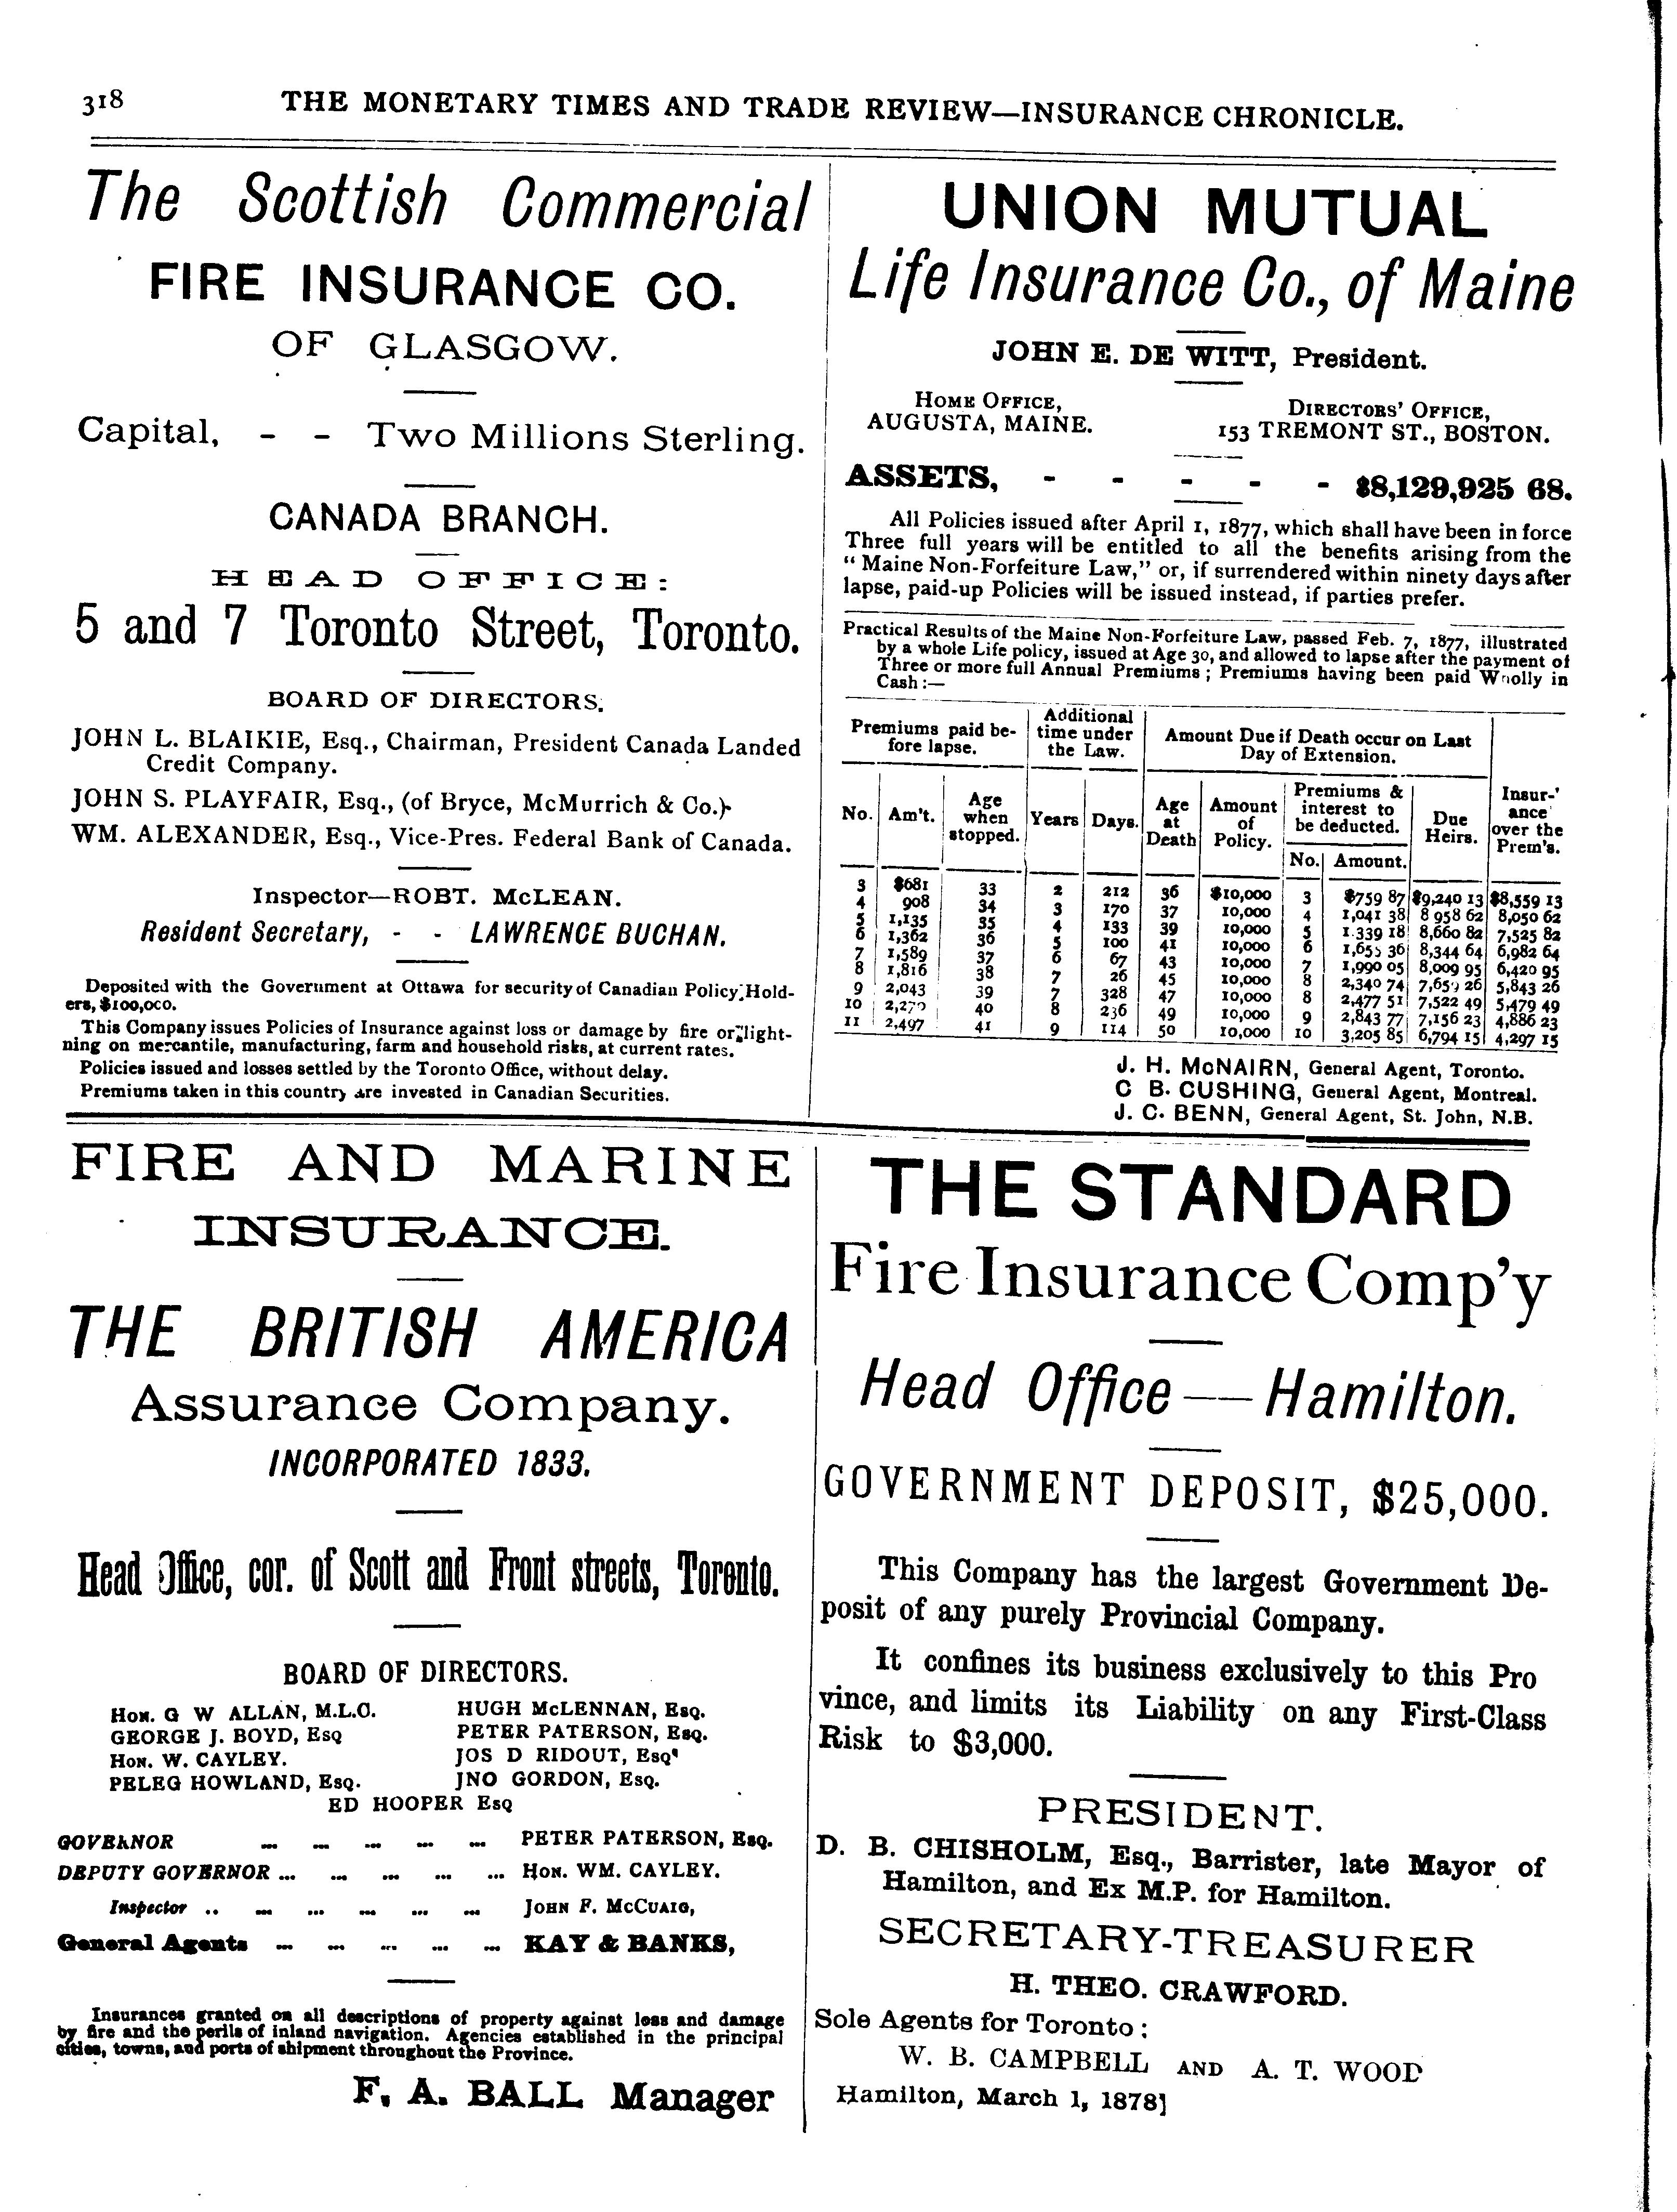 318 THE MONETARY TIMES AND TRADE REVIEW—INSURANCE CHRONICLE.
The Scottish Commercial
FIRE INSURANCE CO.
OF GLASGOW.
Capital, - - Two Millions Sterling.
CANADA BRANCH.
HEAD OFFICE:
5 and 7 Toronto Street, Toronto.
BOARD OF DIRECTORS.
JOHN L. BLAIKIE, Esq., Chairman, President Canada Landed
Credit Company.
JOHN S. PLAYFAIR, Esq., (of Bryce, McMurrich & Co.)
WM. ALEXANDER, Esq., Vice-Pres. Federal Bank of Canada.
Inspector—ROBT. McLEAN.
Resident Secretary, - - LAWRENCE BUCHAN.
Deposited with the Government at Ottawa for security of Canadian Policy Hold-
ers, $100,000.
This Company issues Policies of Insurance against loss or damage by fire or light-
ning on mercantile, manufacturing, farm and household risks, at current rates.
Policies issued and losses settled by the Toronto Office, without delay.
Premiums taken in this country are invested in Canadian Securities.
UNION MUTUAL
Life Insurance Co., of Maine
JOHN E. DE WITT, President.
HOME OFFICE,
AUGUSTA, MAINE.
DIRECTORS' OFFICE,
153 TREMONT ST., BOSTON.
ASSETS, - - - - - $8,129,925 68.
All Policies issued after April 1, 1877, which shall have been in force
Three full years will be entitled to all the benefits arising from the
“ Maine Non-Forfeiture Law,” or, if surrendered within ninety days after
lapse, paid-up Policies will be issued instead, if parties prefer.
Practical Results of the Maine Non-Forfeiture Law, passed Feb. 7, 1877, illustrated
by a whole Life policy, issued at Age 30, and allowed to lapse after the payment of
Three or more full Annual Premiums ; Premiums having been paid Wholly in
Cash :—
Premiums paid be-
fore lapse.
Additional
time under
the Law.
Amount Due if Death occur on Last
Day of Extension.
Insur-
ance
over the
Prem's.
No. Am't. Age
when
stopped.
Years Days. Age
at
Death
Amount
of
Policy.
Premiums &
interest to
be deducted.
No. Amount.
Due
Heirs.
3 $681 33 2 212 36 $10,000 3 $759 87 $9,240 13 $8,559 13
4 908 34 3 170 37 10,000 4 1,041 38 8 958 62 8,050 62
5 1,135 35 4 133 39 10,000 5 1.339 18 8,660 82 7,525 82
6 1,362 36 5 100 41 10,000 6 1,655 36 8,344 64 6,982 64
7 1,589 37 6 67 43 10,000 7 1,990 05 8,009 95 6,420 95
8 1,816 38 7 26 45 10,000 8 2,340 74 7,659 26 5,843 26
9 2,043 39 7 328 47 10,000 8 2,477 51 7,522 49 5,479 49
10 2,270 40 8 236 49 10,000 9 2,843 77 7,156 23 4,886 23
11 2,497 41 9 114 50 10,000 10 3,205 85 6,794 15 4,297 15
J. H. McNAIRN, General Agent, Toronto.
C B. CUSHING, General Agent, Montreal.
J. C. BENN, General Agent, St. John, N.B.
FIRE AND MARINE
INSURANCE.
THE BRITISH AMERICA
Assurance Company.
INCORPORATED 1833.
Head Office, cor. of Scott and Front streets, Toronto.
BOARD OF DIRECTORS.
HON. G W ALLAN, M.L.C. HUGH McLENNAN, ESQ.
GEORGE J. BOYD, ESQ PETER PATERSON, ESQ.
HON. W. CAYLEY. JOS D RIDOUT, ESQ
PELEG HOWLAND, ESQ. JNO GORDON, ESQ.
ED HOOPER ESQ
GOVERNOR ... ... ... ... ... PETER PATERSON, ESQ.
DEPUTY GOVERNOR ... ... ... ... ... HON. WM. CAYLEY.
Inspector .. ... ... ... ... ... JOHN F. McCUAIG,
General Agents ... ... ... ... ... KAY & BANKS,
Insurances granted on all descriptions of property against loss and damage
by fire and the perils of inland navigation. Agencies established in the principal
cities, towns, and ports of shipment throughout the Province.
F. A. BALL Manager
THE STANDARD
Fire Insurance Comp'y
Head Office — Hamilton.
GOVERNMENT DEPOSIT, $25,000.
This Company has the largest Government De-
posit of any purely Provincial Company.
It confines its business exclusively to this Pro
vince, and limits its Liability on any First-Class
Risk to $3,000.
PRESIDENT.
D. B. CHISHOLM, Esq., Barrister, late Mayor of
Hamilton, and Ex M.P. for Hamilton.
SECRETARY-TREASURER
H. THEO. CRAWFORD.
Sole Agents for Toronto :
W. B. CAMPBELL AND A. T. WOOD
Hamilton, March 1, 1878]